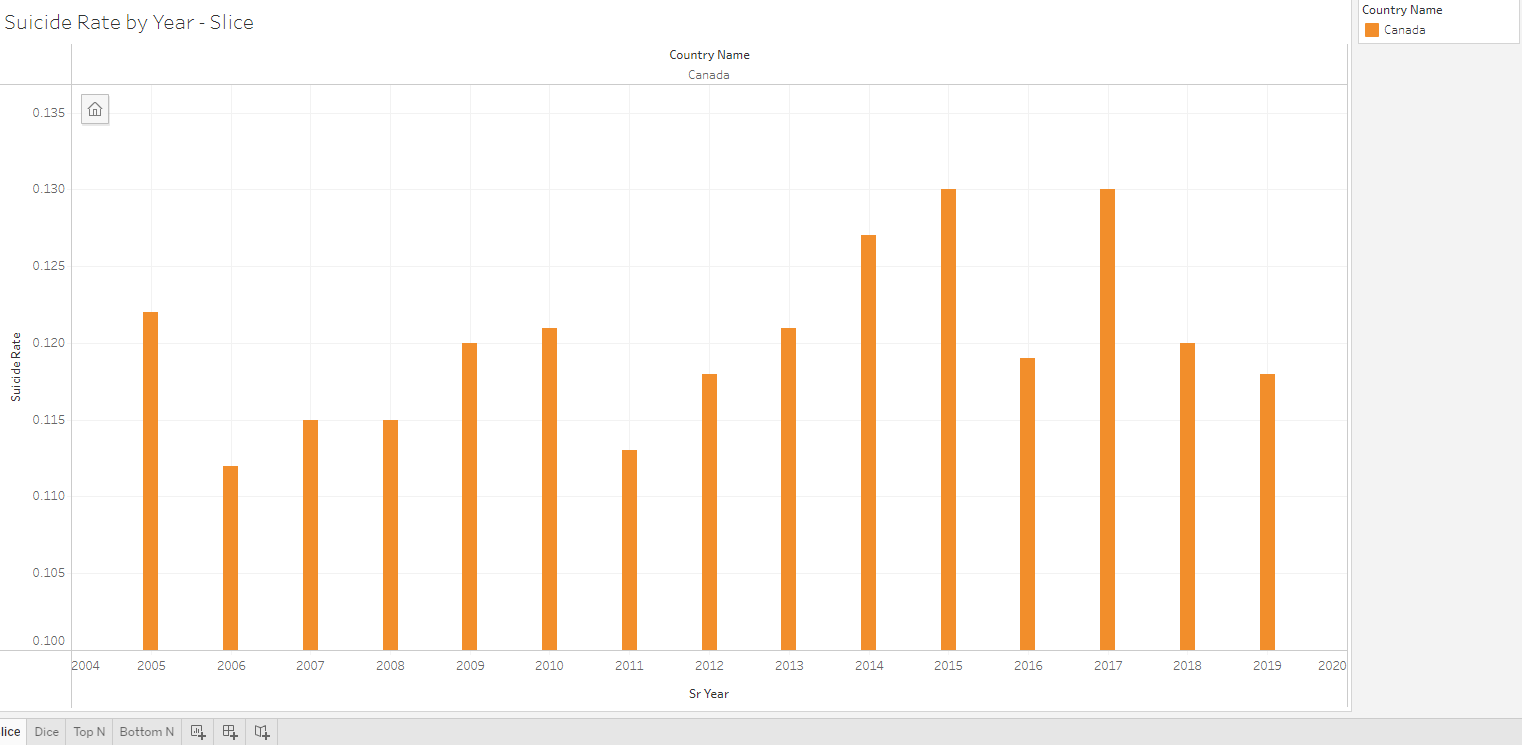 Suicide Rate by Year - Slice
Country Name
Canada
Country Name
Canada
0.135
0.130
0.125
0.120
0.115
0.110
0.105
0.100
Suicide Rate
2004 2005 2006 2007 2008 2009 2010 2011 2012 2013 2014 2015 2016 2017 2018 2019 2020
Sr Year
lice Dice Top N Bottom N